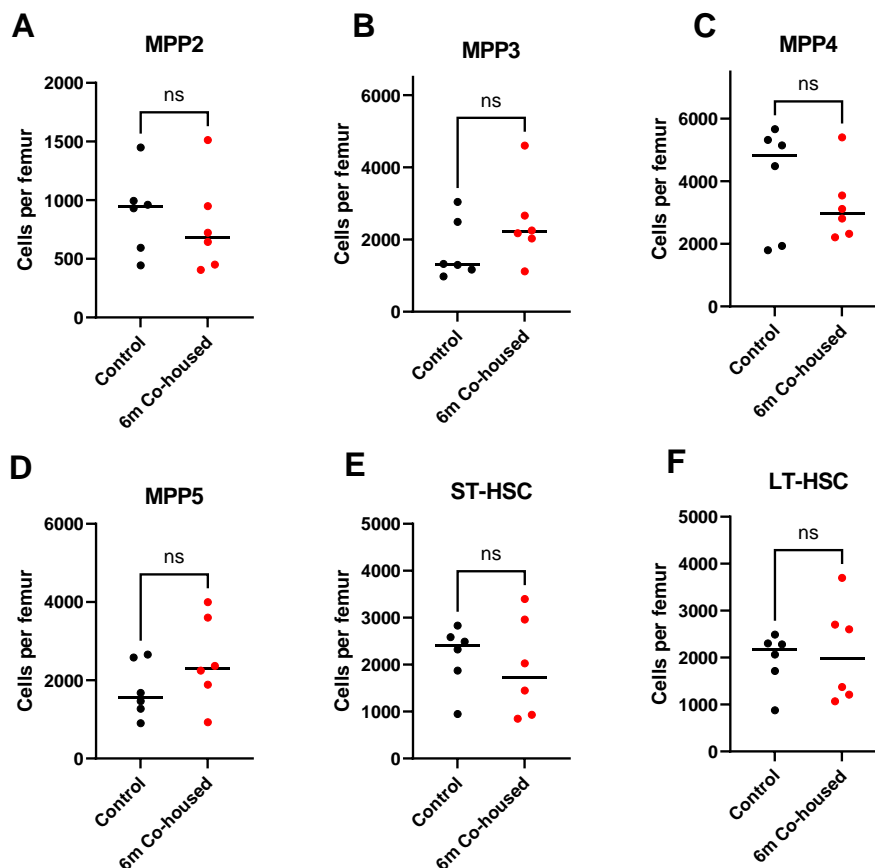 A
MPP2
Cells per femur
2000
1500
1000
500
0
ns
Control
6m Co-housed
B
MPP3
Cells per femur
6000
4000
2000
0
ns
Control
6m Co-housed
C
MPP4
Cells per femur
6000
4000
2000
0
ns
Control
6m Co-housed
D
MPP5
Cells per femur
6000
4000
2000
0
ns
Control
6m Co-housed
E
ST-HSC
Cells per femur
5000
4000
3000
2000
1000
0
ns
Control
6m Co-housed
F
LT-HSC
Cells per femur
5000
4000
3000
2000
1000
0
ns
Control
6m Co-housed